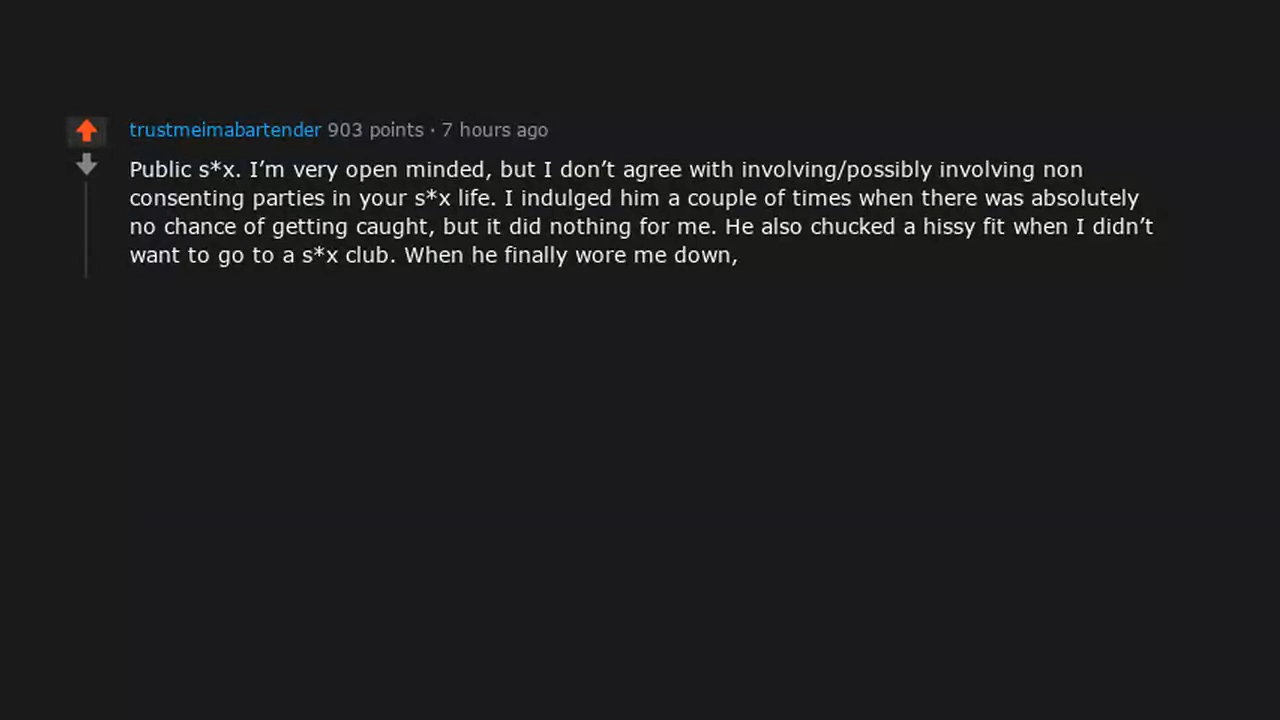 trustmeimabartender 903 points · 7 hours ago
Public s*x. I’m very open minded, but I don’t agree with involving/possibly involving non
consenting parties in your s*x life. I indulged him a couple of times when there was absolutely
no chance of getting caught, but it did nothing for me. He also chucked a hissy fit when I didn’t
want to go to a s*x club. When he finally wore me down,